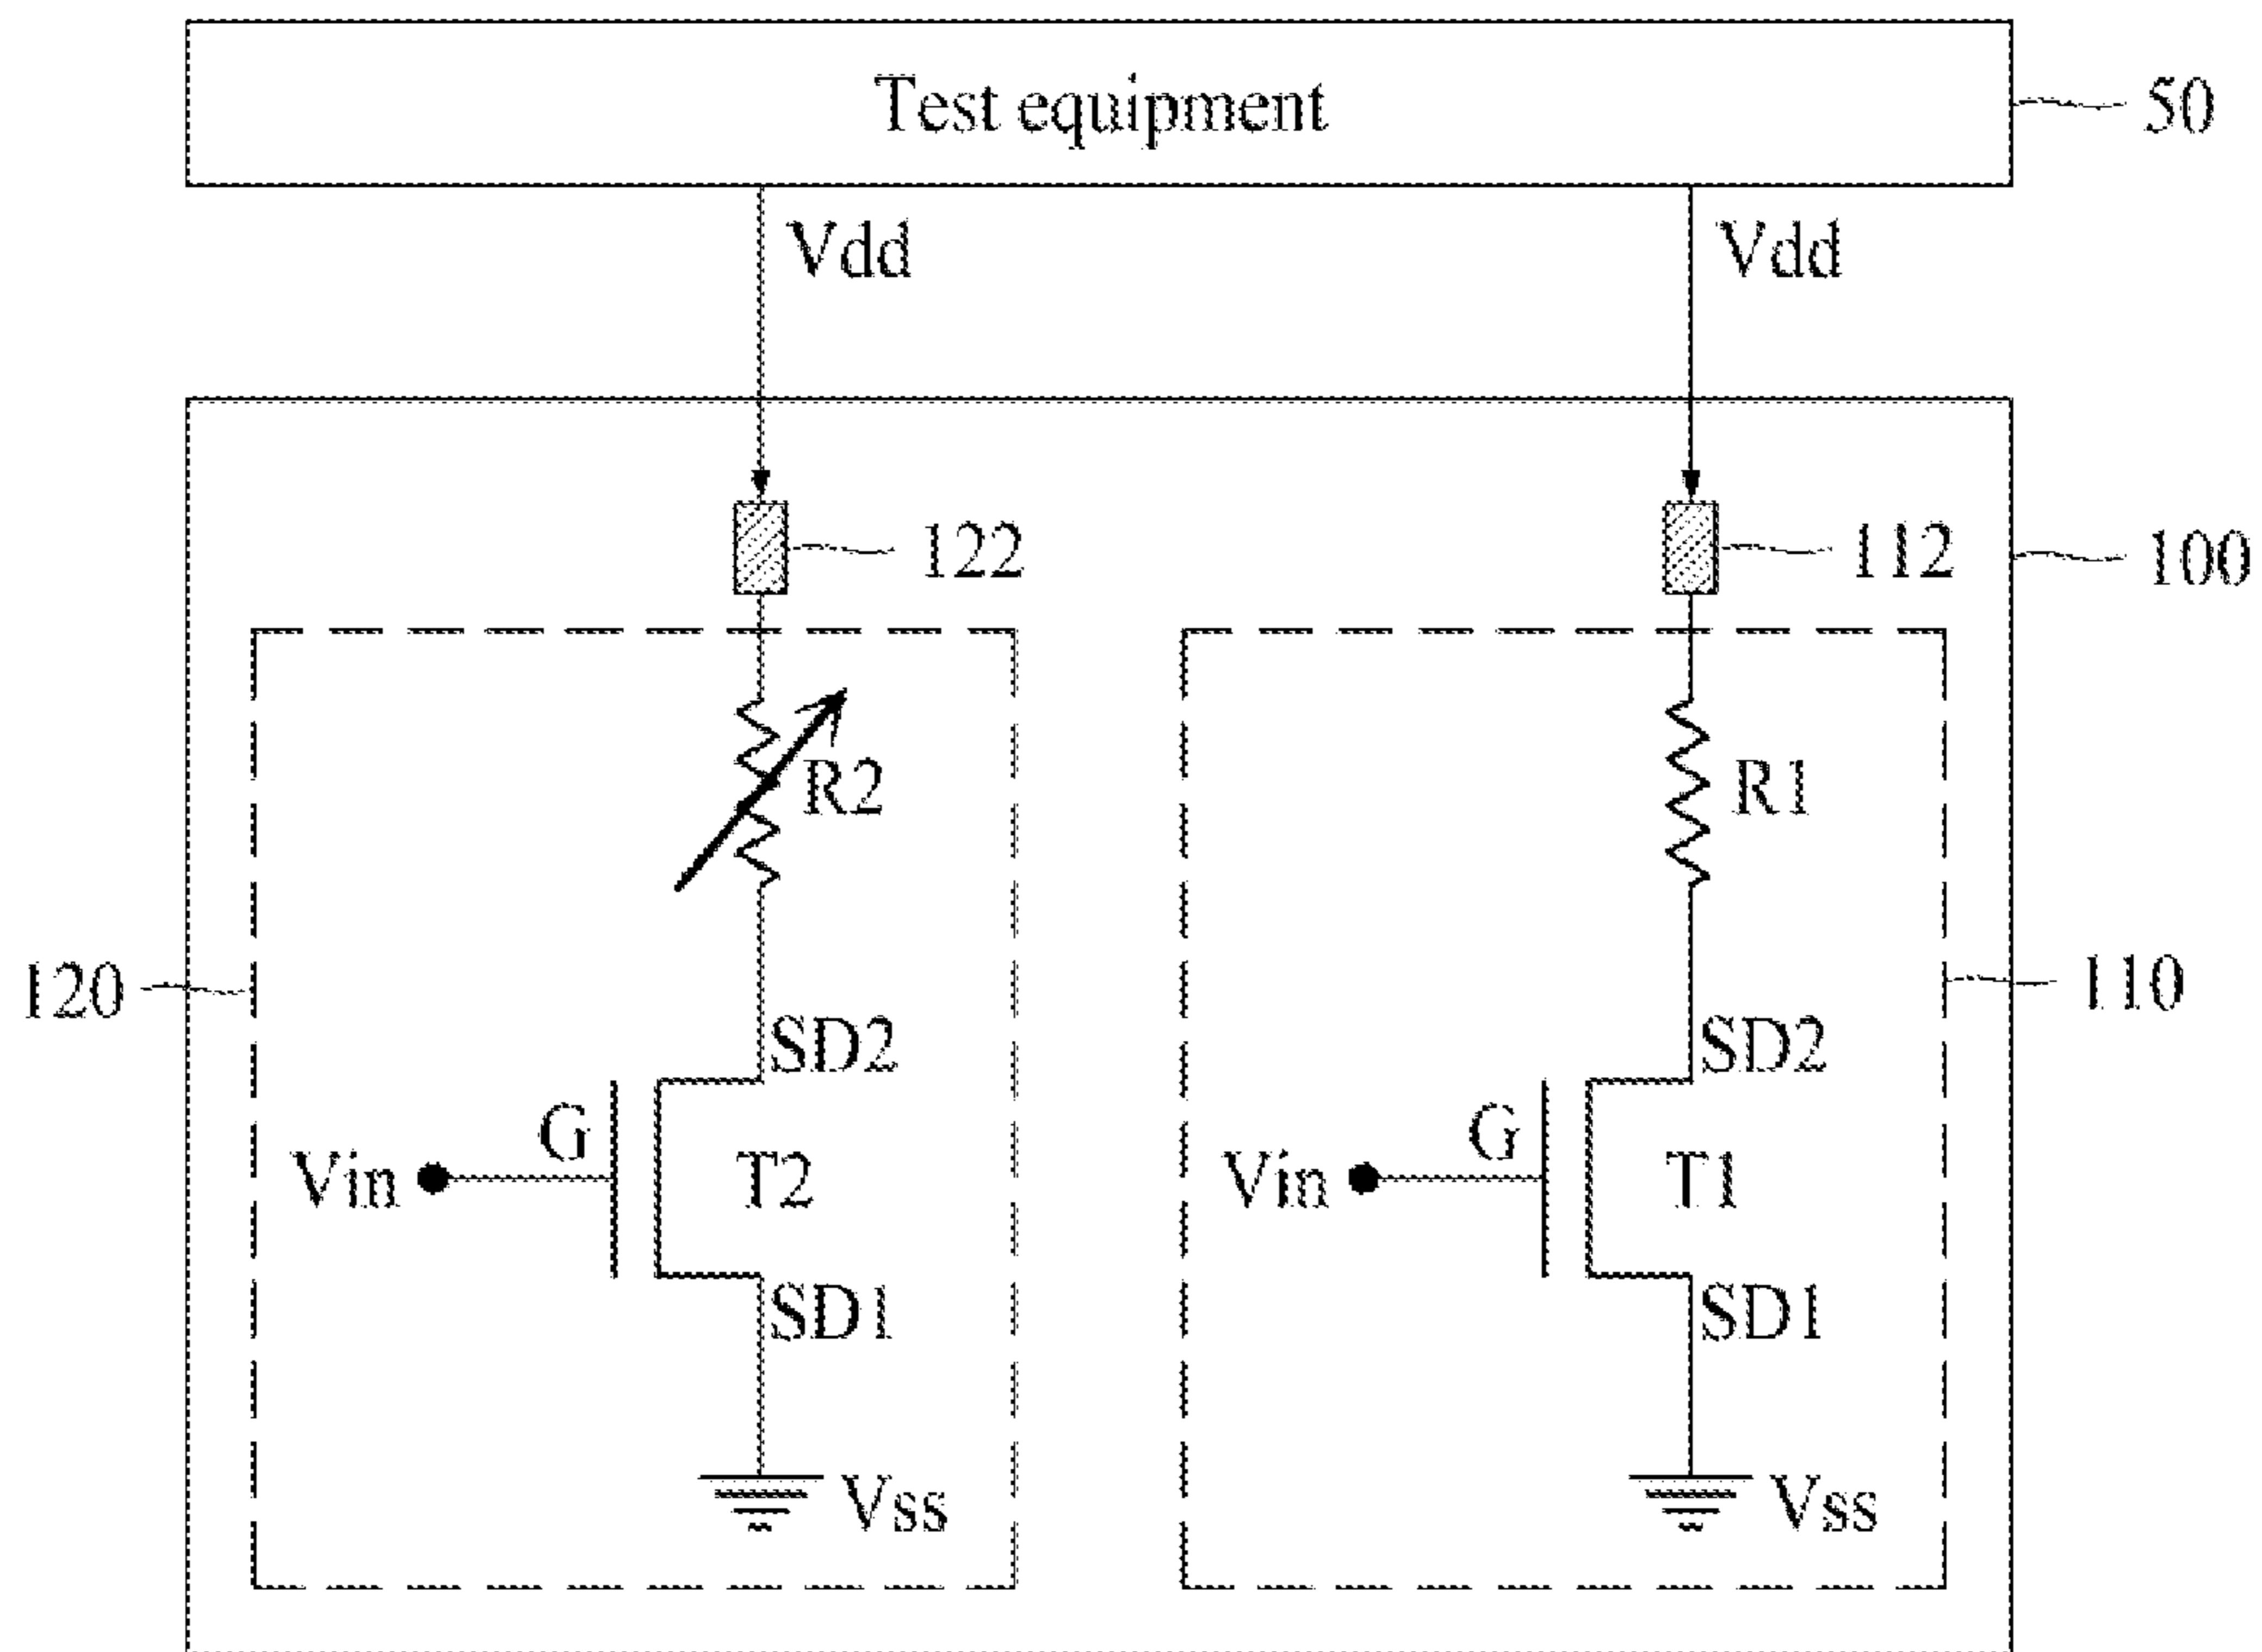 Test equipment
50
Vdd
Vdd
122
112
100
R2
R1
120
110
SD2
SD2
G
G
Vin
T2
Vin
T1
SD1
SD1
Vss
Vss